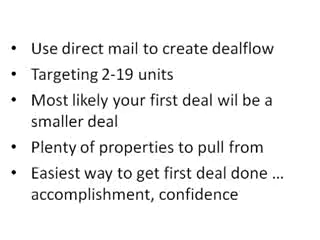 • Use direct mail to create dealflow
• Targeting 2-19 units
• Most likely your first deal wil be a
smaller deal
• Plenty of properties to pull from
• Easiest way to get first deal done ...
accomplishment, confidence